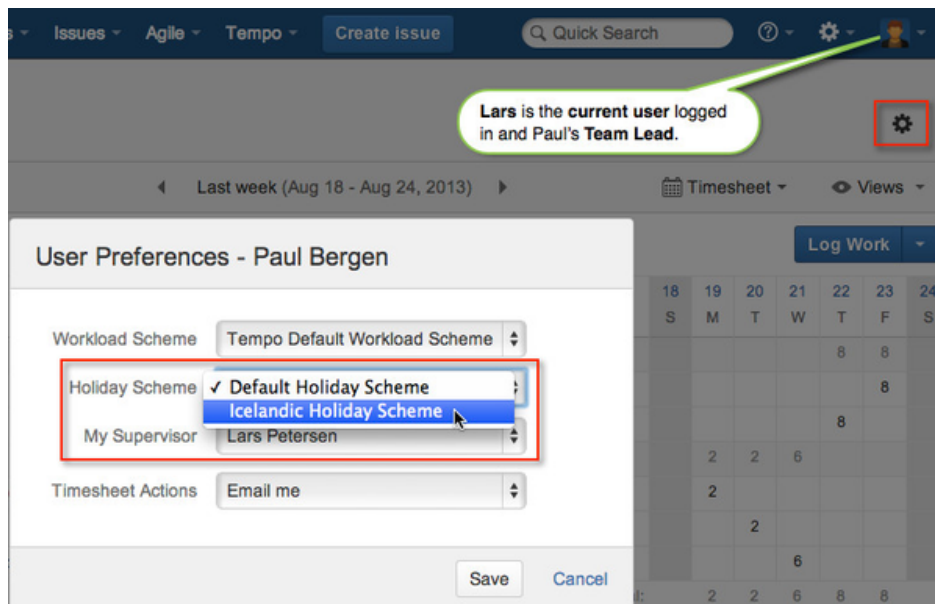 s Issues Agile Tempo Create issue Quick Search
Lars is the current user logged
in and Paul's Team Lead.
Last week (Aug 18 - Aug 24, 2013) Timesheet Views
User Preferences - Paul Bergen
Log Work
18 19 20 21 22 23 24
S M T W T F S
Workload Scheme Tempo Default Workload Scheme
8 8
Holiday Scheme ✓ Default Holiday Scheme
8
Icelandic Holiday Scheme
8
My Supervisor Lars Petersen
2 2 6
Timesheet Actions Email me
2
2
6
Save Cancel
2 2 6 8 8